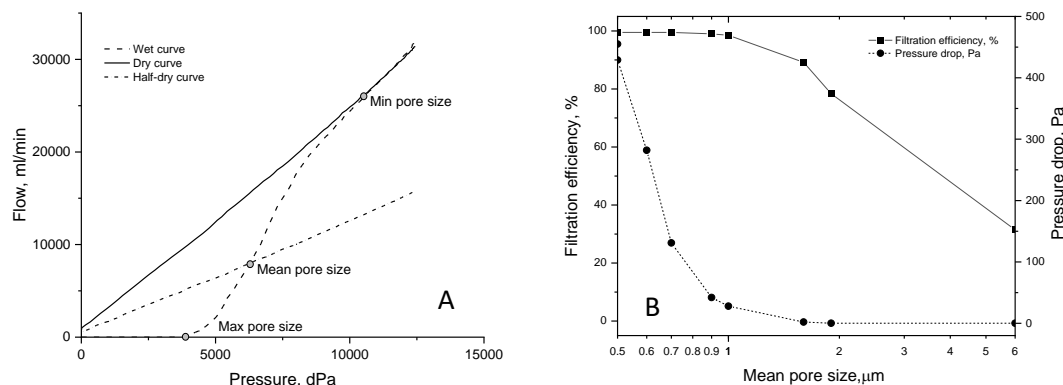 A
Wet curve
Dry curve
Half-dry curve
30000
20000
10000
0
Flow, ml/min
Min pore size
Mean pore size
Max pore size
A
0
5000
10000
15000
Pressure, dPa
B
100
80
60
40
20
0
Filtration efficiency, %
Filtration efficiency, %
Pressure drop, Pa
500
400
300
200
100
0
Pressure drop, Pa
B
0.5
0.6
0.7
0.8
0.9
1
2
3
4
5
6
Mean pore size,μm